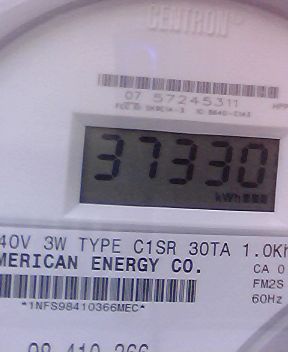 CENTRON
07 57245311
37330
kWh
40V 3W TYPE C1SR 30TA 1.0Kh
MERICAN ENERGY CO.
CA 0
FM2S
60Hz
*1NFS98410366MEC*